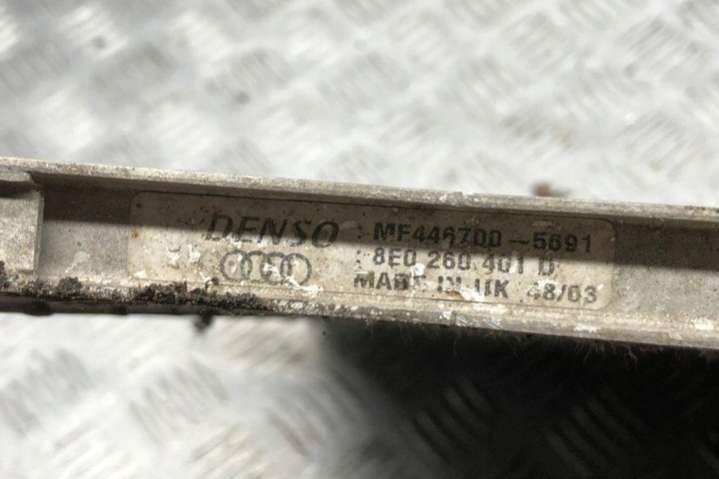 DENSO MF446700-5691
8E0 260 401 D
MADE IN UK 48/03